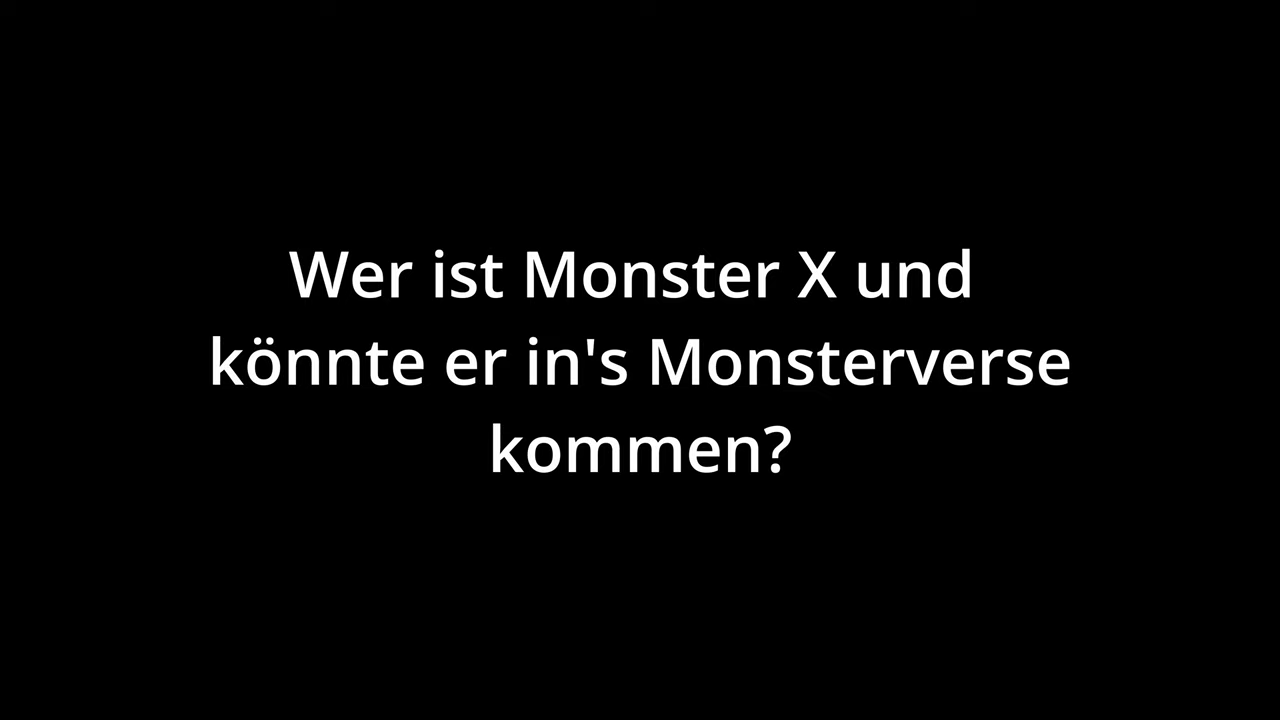 Wer ist Monster X und
könnte er in's Monsterverse
kommen?